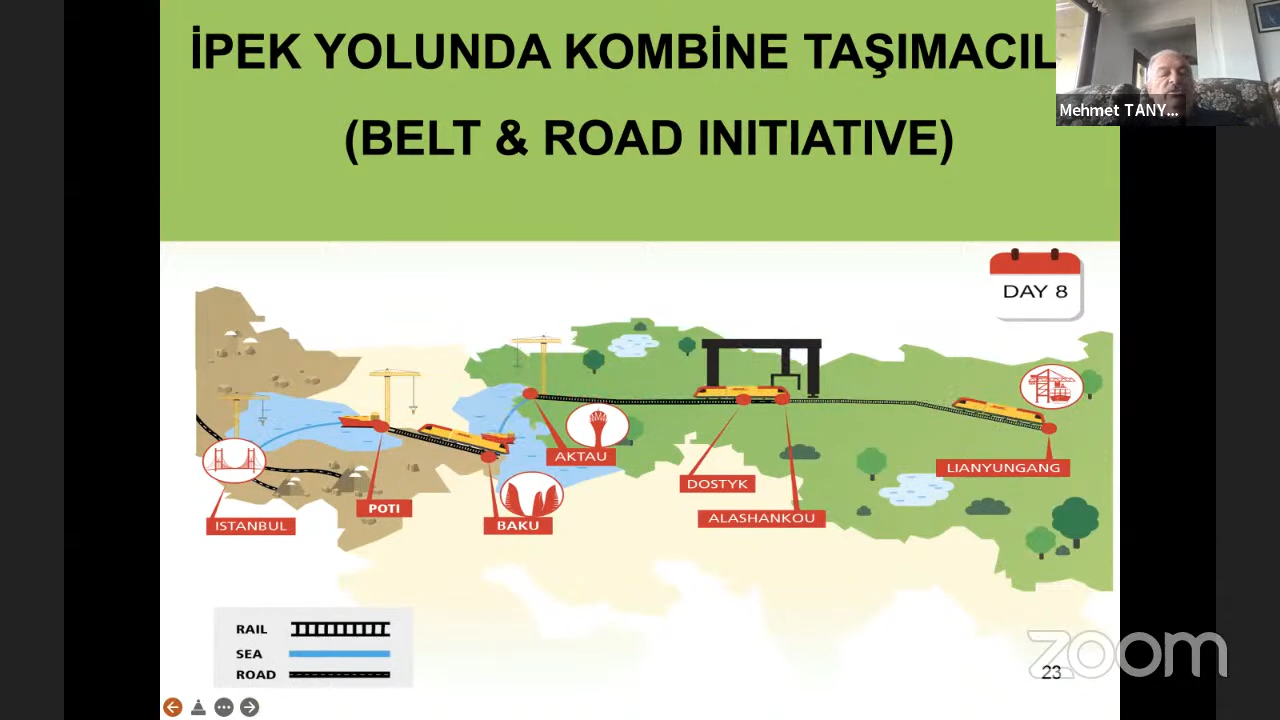 İPEK YOLUNDA KOMBİNE TAŞIMACIL
(BELT & ROAD INITIATIVE)
Mehmet TANY...
DAY 8
AKTAU
LIANYUNGANG
DOSTYK
POTI
ALASHANKOU
ISTANBUL
BAKU
RAIL
SEA
ROAD
zoom
23